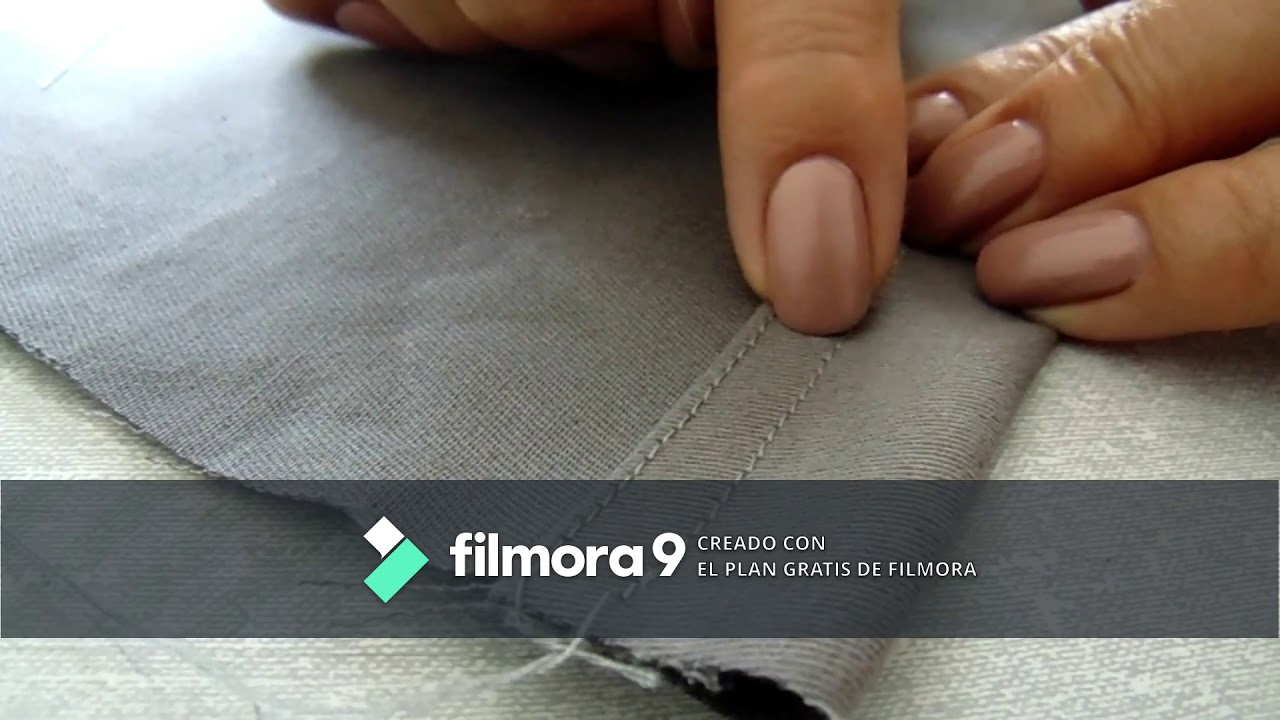 filmora 9
CREADO CON
EL PLAN GRATIS DE FILMORA